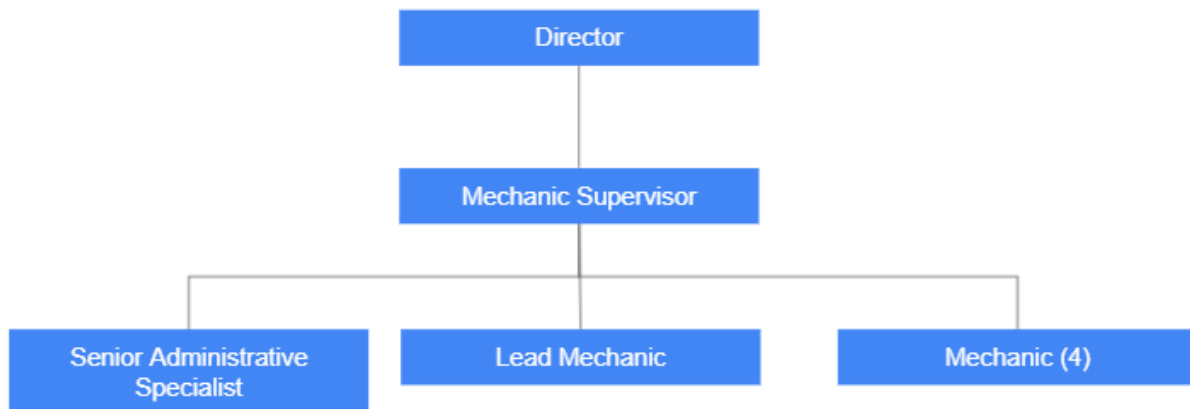 Director
Mechanic Supervisor
Senior Administrative
Specialist
Lead Mechanic
Mechanic (4)